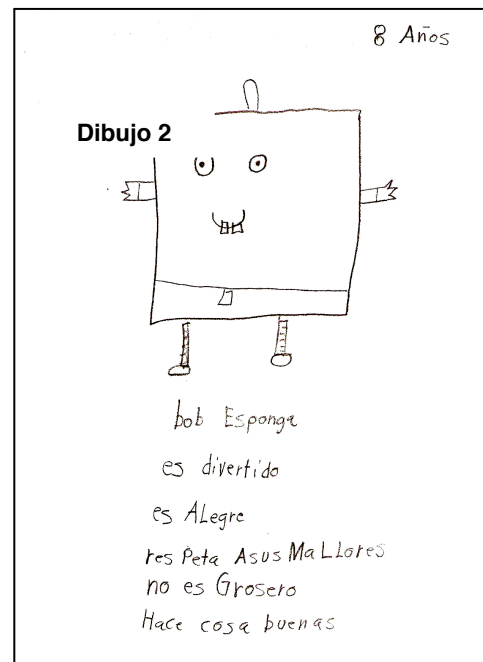 8 Años
Dibujo 2
bob Esponga
es divertido
es ALegre
res Peta Asus MaLLores
no es Grosero
Hace cosa buenas